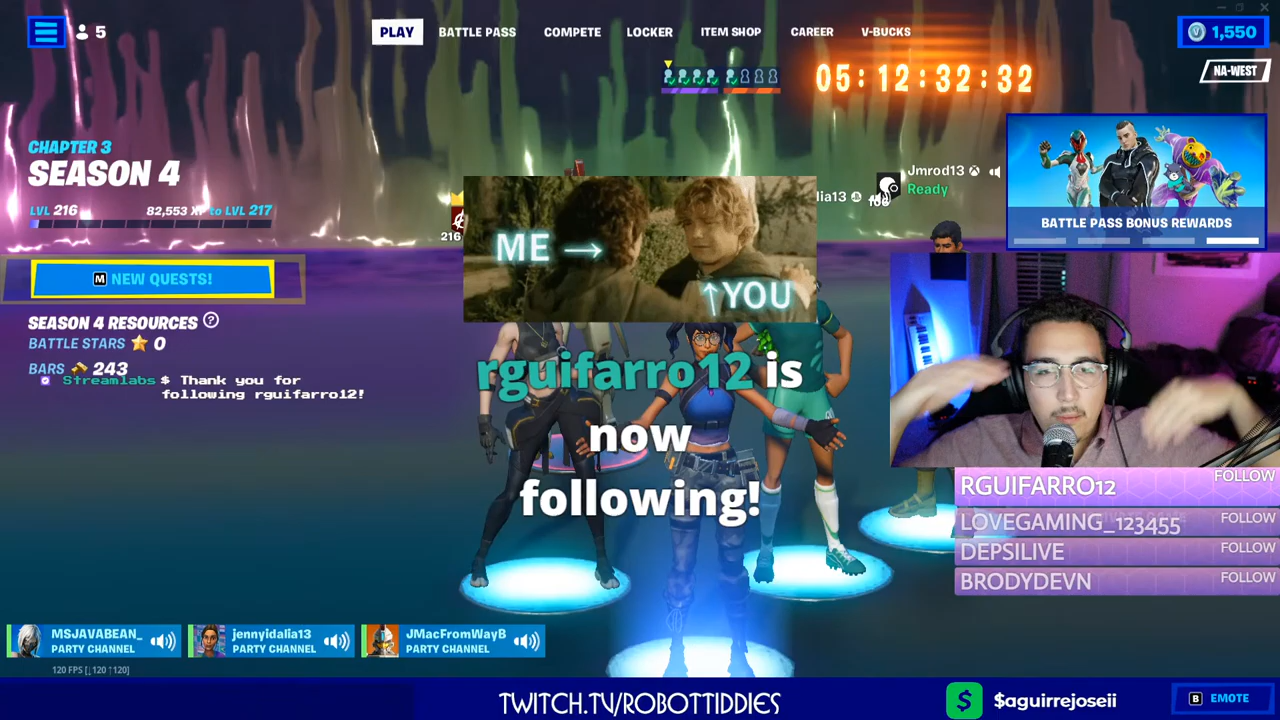 5
PLAY
BATTLE PASS
COMPETE
LOCKER
ITEM SHOP
CAREER
V-BUCKS
1,550
05:12:32:32
NA-WEST
CHAPTER 3
SEASON 4
LVL 216
82,553 XP to LVL 217
M NEW QUESTS!
SEASON 4 RESOURCES ?
BATTLE STARS 0
BARS 243
Streamlabs $ Thank you for
following rguifarro12!
216
ME →
↑YOU
lia13
Jmrod13
Ready
BATTLE PASS BONUS REWARDS
rguifarro12 is
now
following!
RGUIFARRO12 FOLLOW
LOVEGAMING_123455 FOLLOW
DEPSILIVE FOLLOW
BRODYDEVN FOLLOW
MSJAVABEAN_
PARTY CHANNEL
jennyidalia13
PARTY CHANNEL
JMacFromWayB
PARTY CHANNEL
120 FPS [↓120 ↑120]
TWITCH.TV/ROBOTTIDDIES
$ $aguirrejoseii
B EMOTE